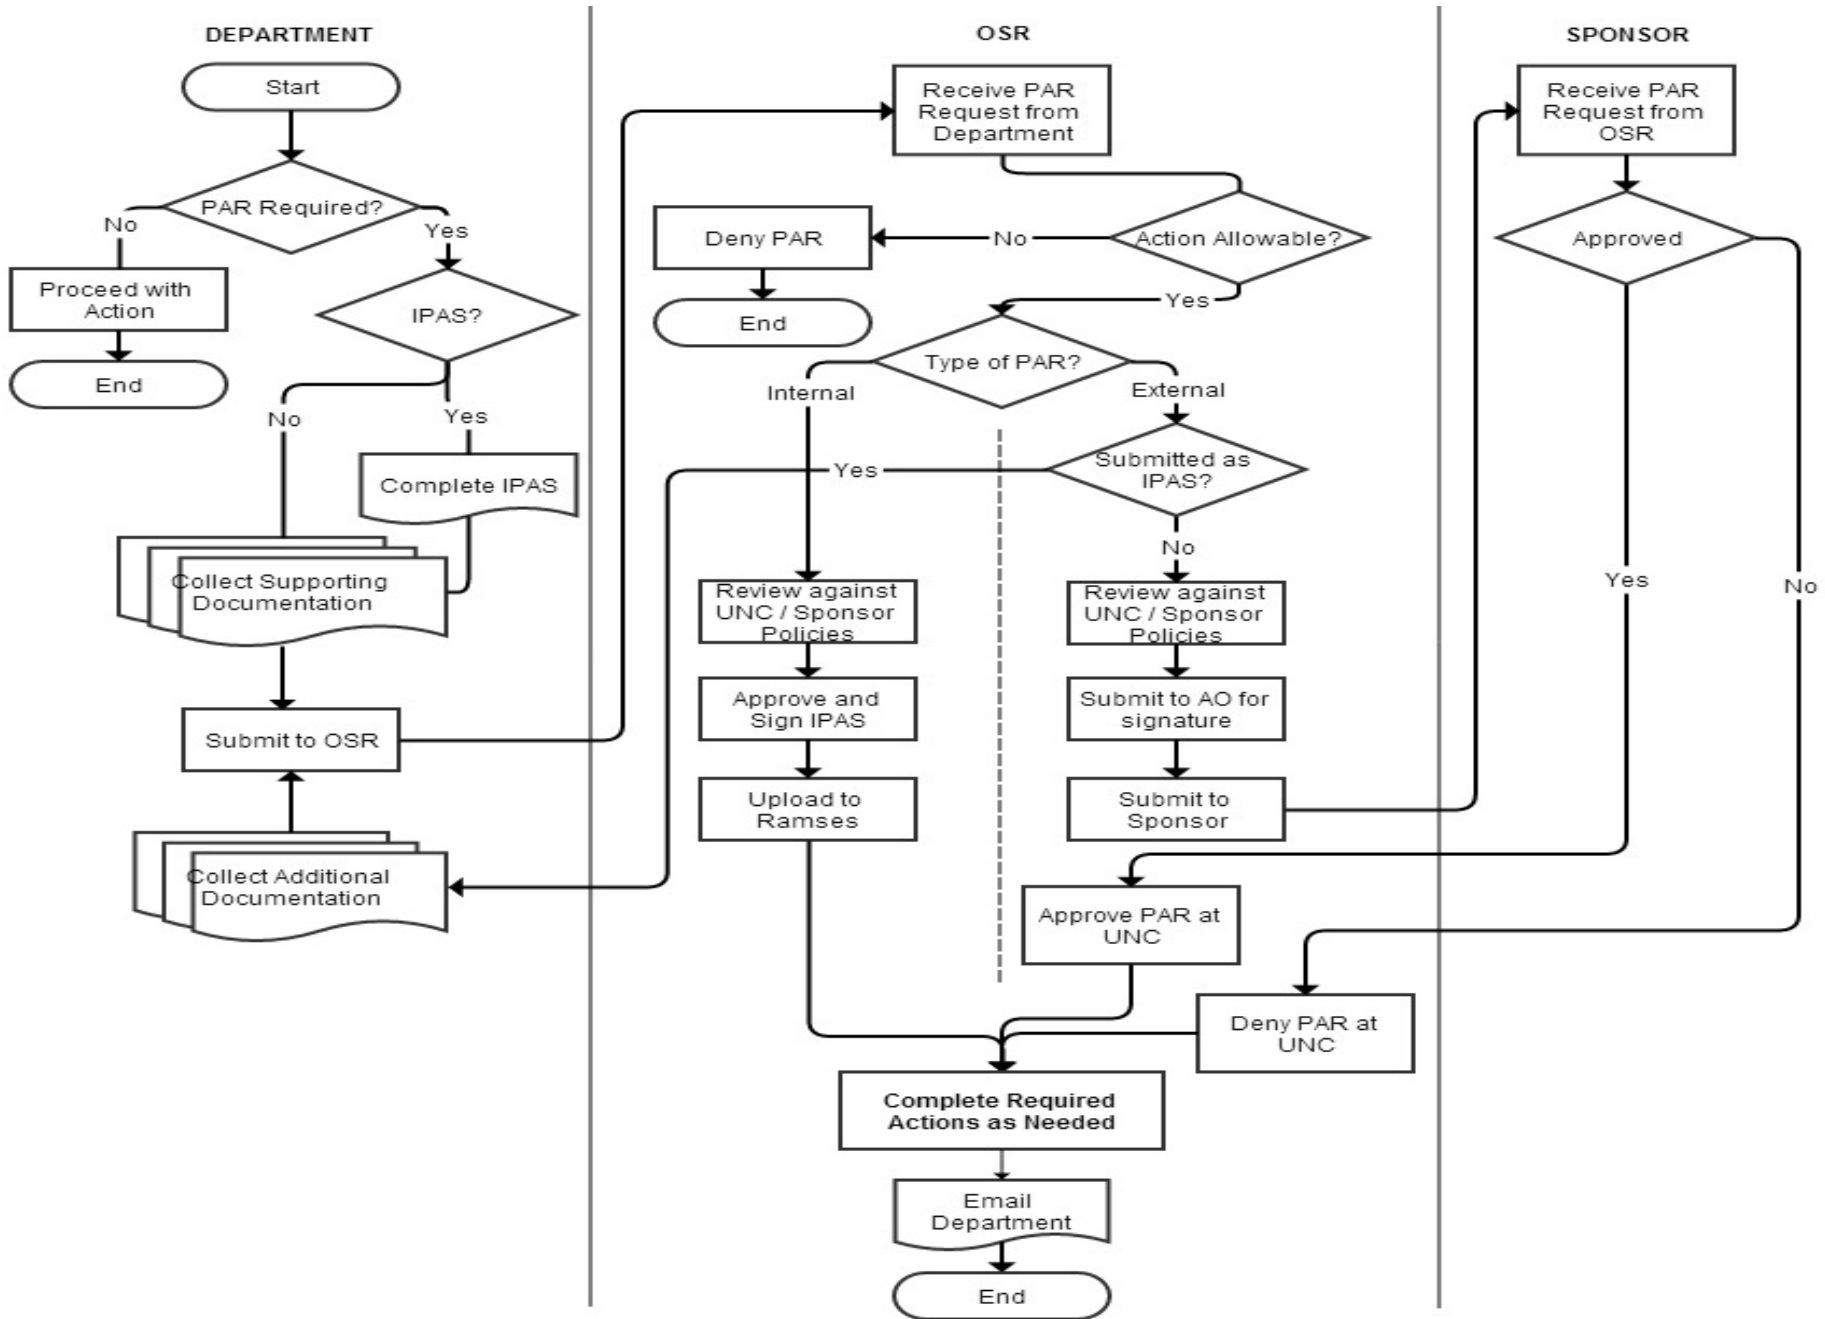 DEPARTMENT
Start
PAR Required?
No
Yes
Proceed with
Action
End
IPAS?
No
Yes
Complete IPAS
Collect Supporting
Documentation
Submit to OSR
Collect Additional
Documentation
OSR
Receive PAR
Request from
Department
Action Allowable?
No
Deny PAR
End
Yes
Type of PAR?
Internal
External
Submitted as
IPAS?
Yes
No
Review against
UNC / Sponsor
Policies
Approve and
Sign IPAS
Upload to
Ramses
Review against
UNC / Sponsor
Policies
Submit to AO for
signature
Submit to
Sponsor
Approve PAR at
UNC
Deny PAR at
UNC
Complete Required
Actions as Needed
Email
Department
End
SPONSOR
Receive PAR
Request from
OSR
Approved
Yes
No